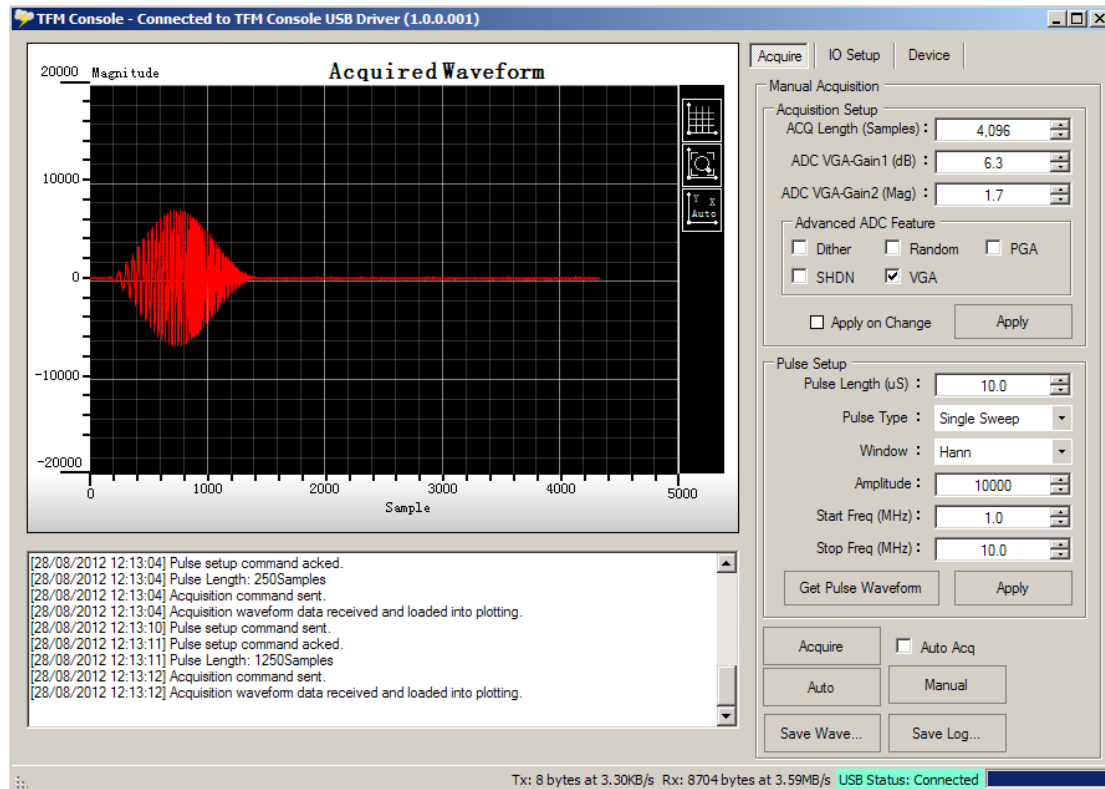 TFM Console - Connected to TFM Console USB Driver (1.0.0.001)
Acquire IO Setup Device
20000 Magnitude Acquired Waveform
10000
0
-10000
-20000
0 1000 2000 3000 4000 5000
Sample
Y X
Auto
Manual Acquisition
Acquisition Setup
ACQ Length (Samples) : 4,096
ADC VGA-Gain1 (dB) : 6.3
ADC VGA-Gain2 (Mag) : 1.7
Advanced ADC Feature
Dither Random PGA
SHDN VGA
Apply on Change Apply
Pulse Setup
Pulse Length (uS) : 10.0
Pulse Type : Single Sweep
Window : Hann
Amplitude : 10000
Start Freq (MHz) : 1.0
Stop Freq (MHz) : 10.0
Get Pulse Waveform Apply
Acquire Auto Acq
Auto Manual
Save Wave... Save Log...
[28/08/2012 12:13:04] Pulse setup command acked.
[28/08/2012 12:13:04] Pulse Length: 250Samples
[28/08/2012 12:13:04] Acquisition command sent.
[28/08/2012 12:13:04] Acquisition waveform data received and loaded into plotting.
[28/08/2012 12:13:10] Pulse setup command sent.
[28/08/2012 12:13:11] Pulse setup command acked.
[28/08/2012 12:13:11] Pulse Length: 1250Samples
[28/08/2012 12:13:12] Acquisition command sent.
[28/08/2012 12:13:12] Acquisition waveform data received and loaded into plotting.
Tx: 8 bytes at 3.30KB/s Rx: 8704 bytes at 3.59MB/s USB Status: Connected